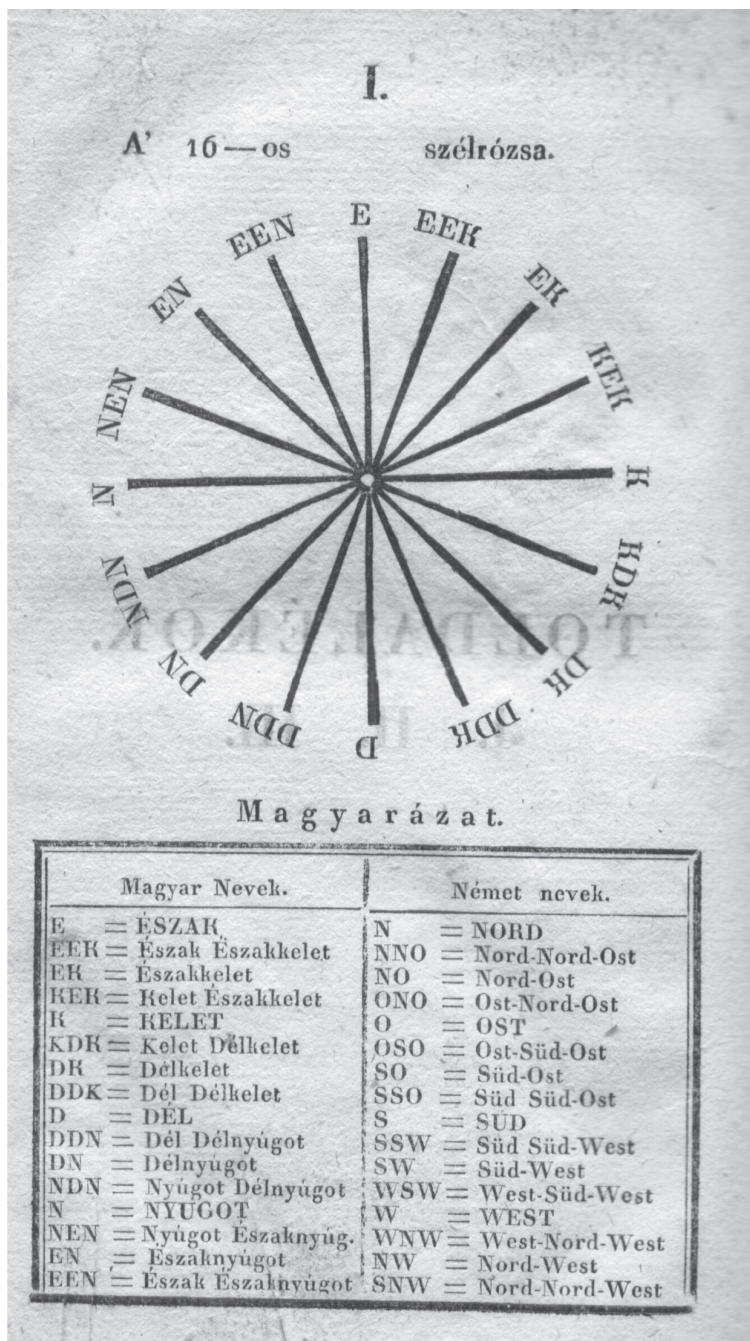 I.
A' 16—os szélrózsa.
E
EEK
EK
KEK
K
KDK
DK
DDK
D
DDN
DN
NDN
N
NEN
EN
EEN
TOLDALÉKOK.
Magyarázat.
Magyar Nevek.
E = ÉSZAK
EEK = Észak Északkelet
EK = Északkelet
KEK = Kelet Északkelet
K = KELET
KDK = Kelet Délkelet
DK = Délkelet
DDK = Dél Délkelet
D = DÉL
DDN = Dél Délnyúgot
DN = Délnyúgot
NDN = Nyúgot Délnyúgot
N = NYUGOT
NEN = Nyúgot Északnyúg.
EN = Északnyúgot
EEN = Észak Északnyúgot
Német nevek.
N = NORD
NNO = Nord-Nord-Ost
NO = Nord-Ost
ONO = Ost-Nord-Ost
O = OST
OSO = Ost-Süd-Ost
SO = Süd-Ost
SSO = Süd Süd-Ost
S = SÜD
SSW = Süd Süd-West
SW = Süd-West
WSW = West-Süd-West
W = WEST
WNW = West-Nord-West
NW = Nord-West
SNW = Nord-Nord-West